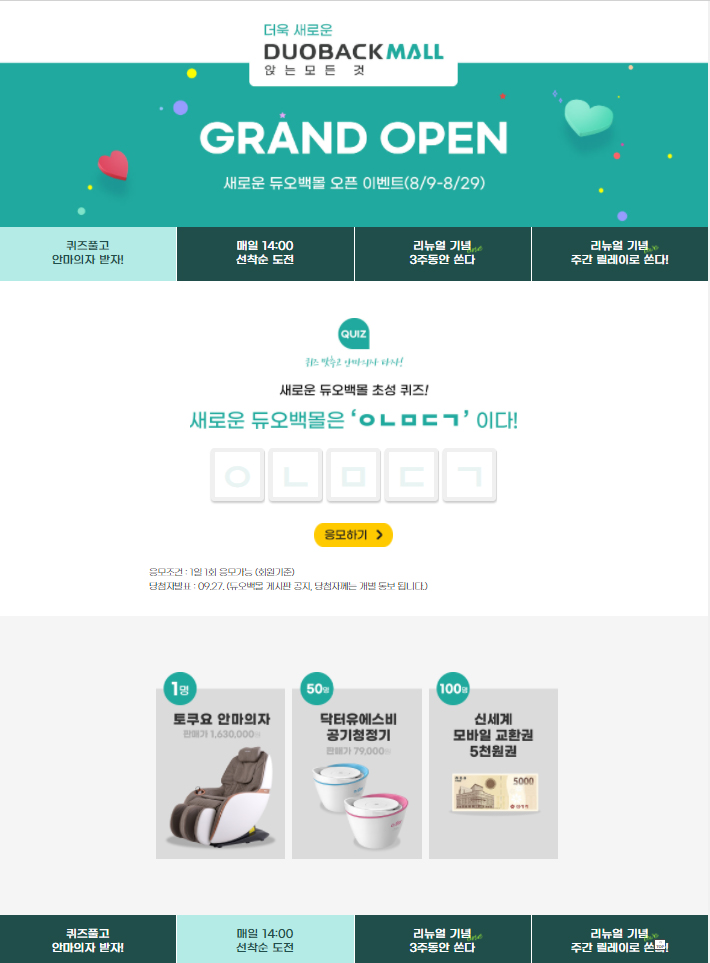 더욱 새로운
DUOBACKMALL
앉는모든 것
GRAND OPEN
새로운 듀오백몰 오픈 이벤트(8/9-8/29)
퀴즈풀고
안마의자 받자!
매일 14:00
선착순 도전
리뉴얼 기념
3주동안 쏜다
리뉴얼 기념
주간 릴레이로 쏜다!
QUIZ
퀴즈 맞추고 안마의자 타자!
새로운 듀오백몰 초성 퀴즈!
새로운 듀오백몰은 ‘ㅇㄴㅁㄷㄱ’ 이다!
ㅇ ㄴ ㅁ ㄷ ㄱ
응모하기 >
응모조건 : 1일 1회 응모가능 (회원기준)
당첨자발표 : 09.27. (듀오백몰 게시판 공지, 당첨자께는 개별 통보 됩니다.)
1명
50명
100명
토쿠요 안마의자
판매가 1,630,000원
닥터유에스비
공기청정기
판매가 79,000원
신세계
모바일 교환권
5천원권
5000
퀴즈풀고
안마의자 받자!
매일 14:00
선착순 도전
리뉴얼 기념
3주동안 쏜다
리뉴얼 기념
주간 릴레이로 쏜다!